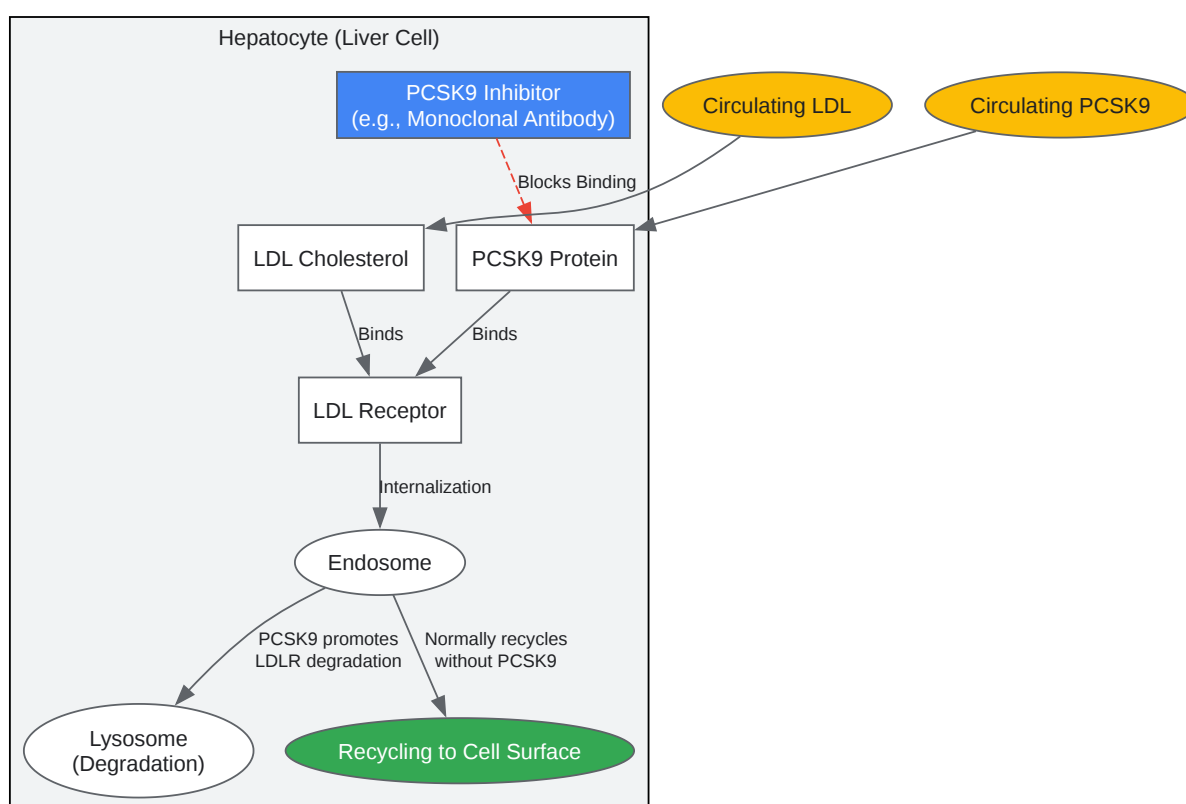 Hepatocyte (Liver Cell)
PCSK9 Inhibitor
(e.g., Monoclonal Antibody)
Circulating LDL
Circulating PCSK9
Blocks Binding
LDL Cholesterol
PCSK9 Protein
Binds
Binds
LDL Receptor
Internalization
Endosome
PCSK9 promotes
LDLR degradation
Normally recycles
without PCSK9
Lysosome
(Degradation)
Recycling to Cell Surface